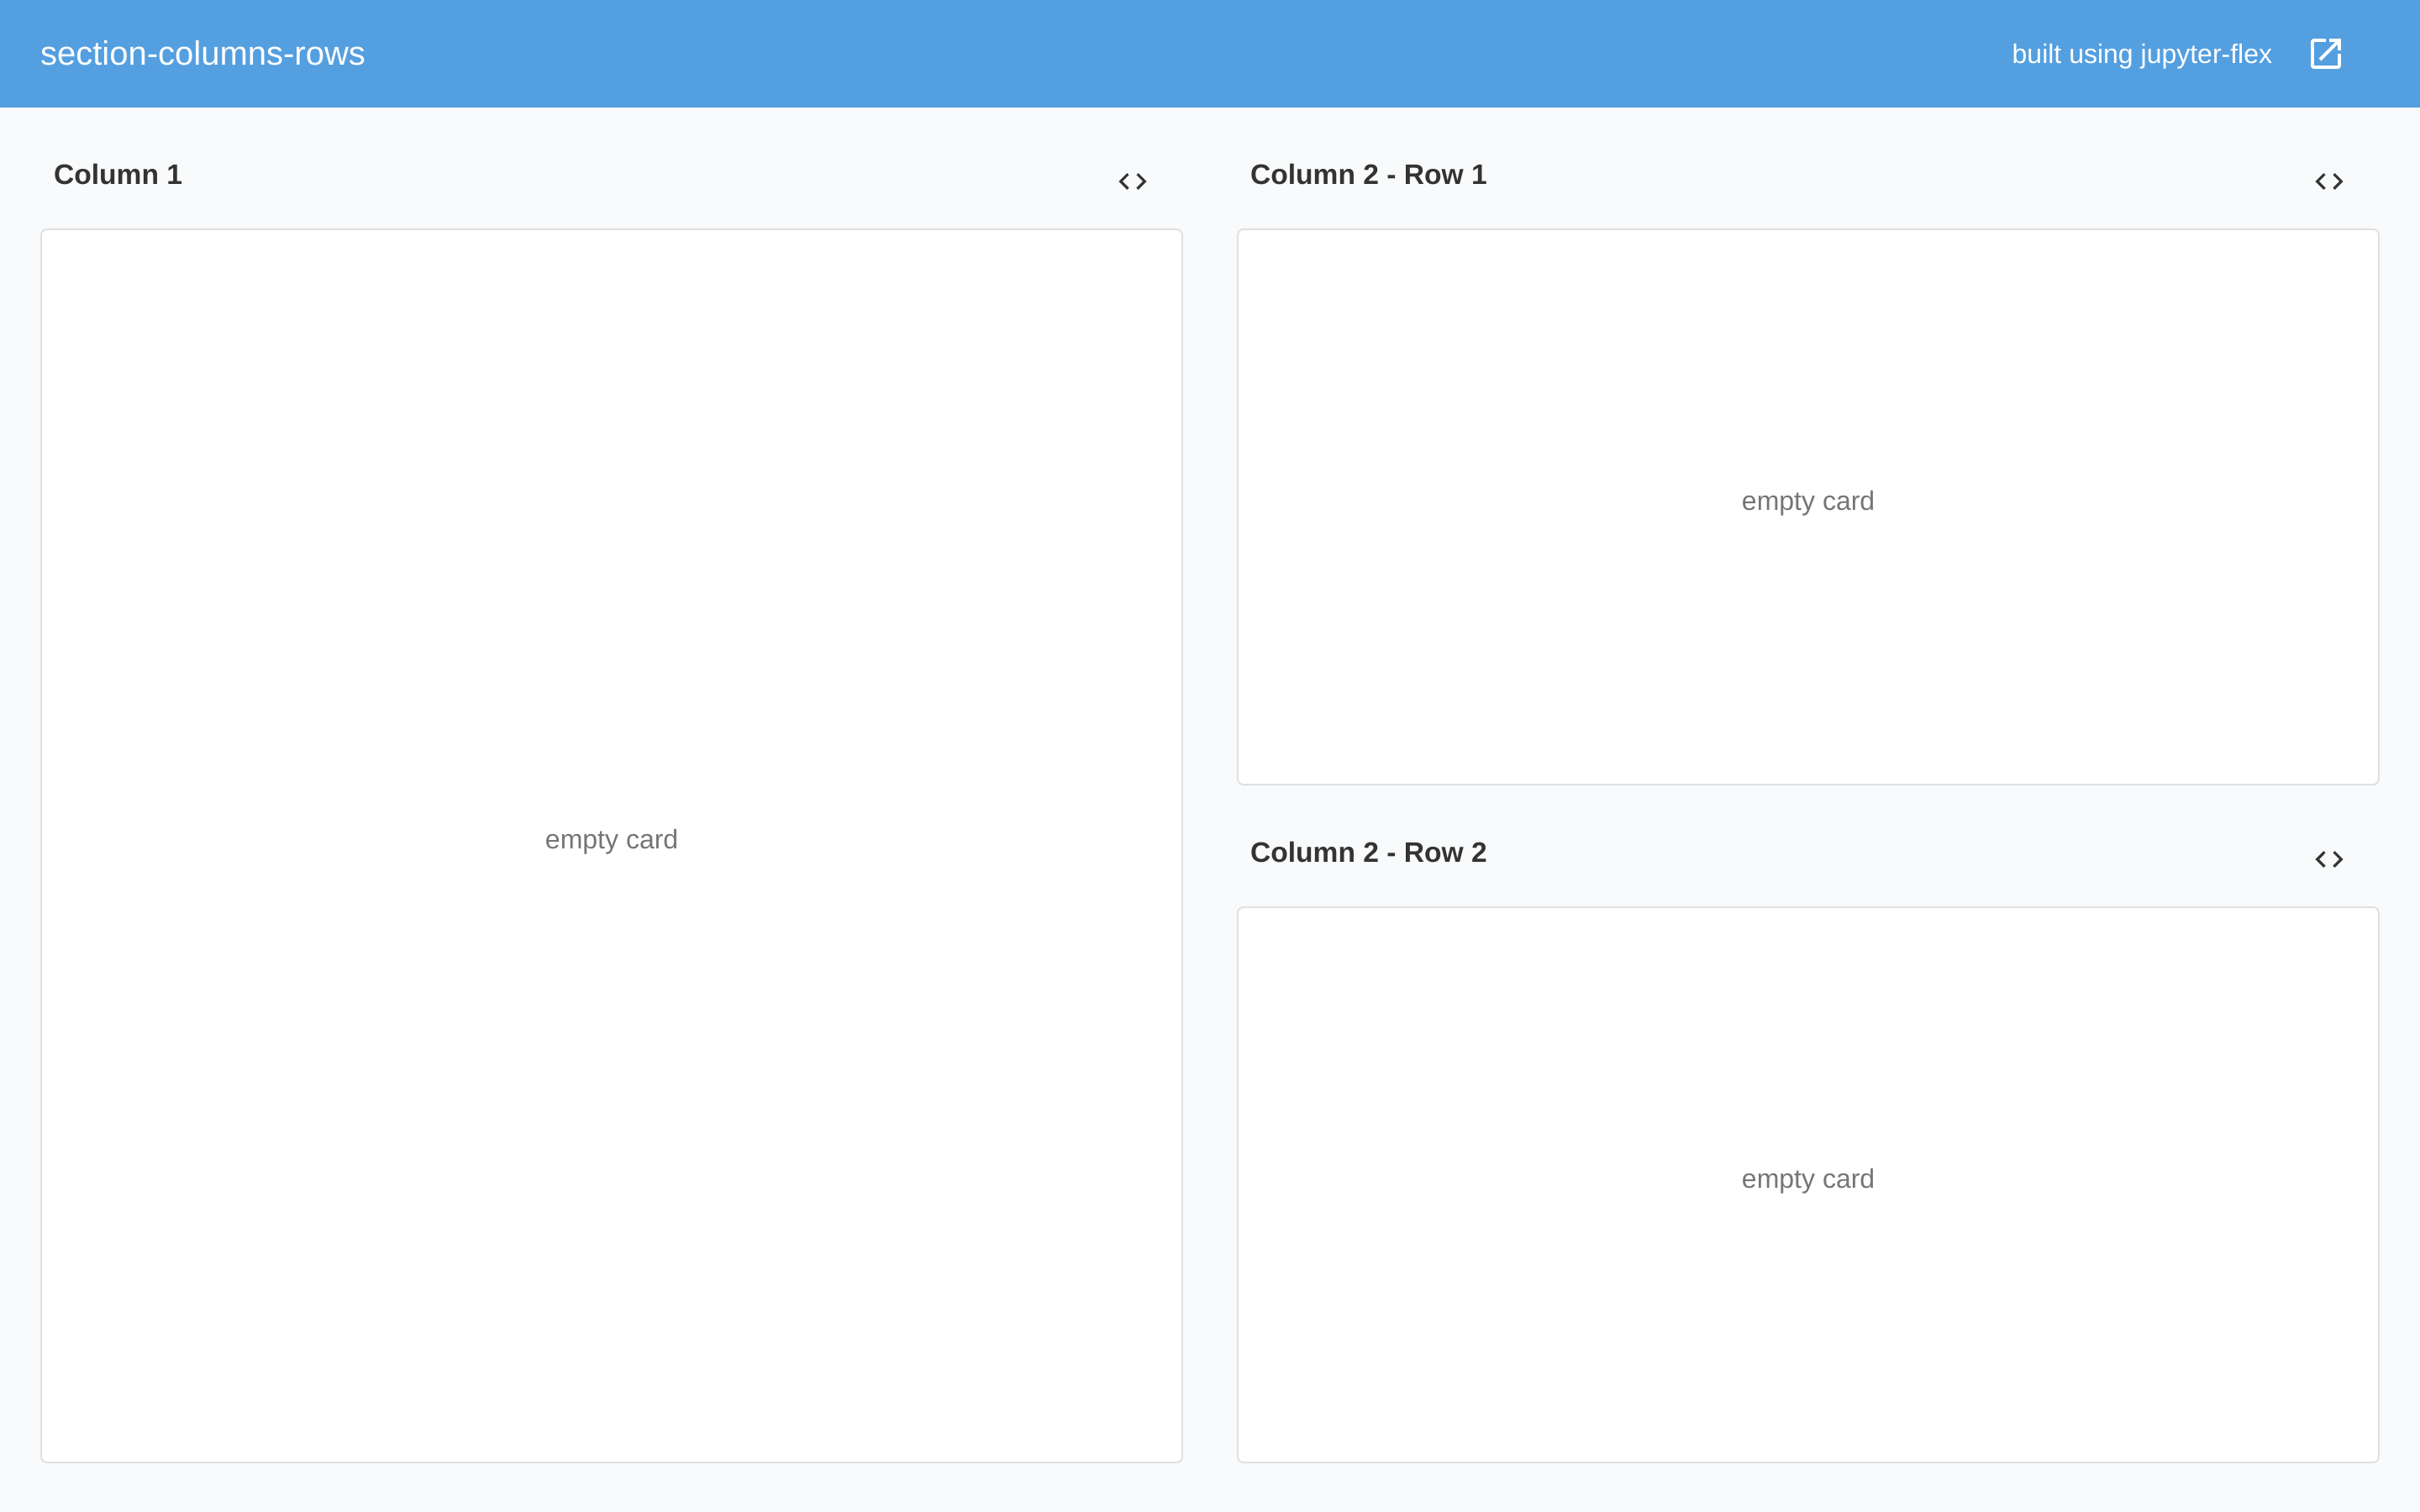 section-columns-rows
built using jupyter-flex
Column 1
empty card
Column 2 - Row 1
empty card
Column 2 - Row 2
empty card